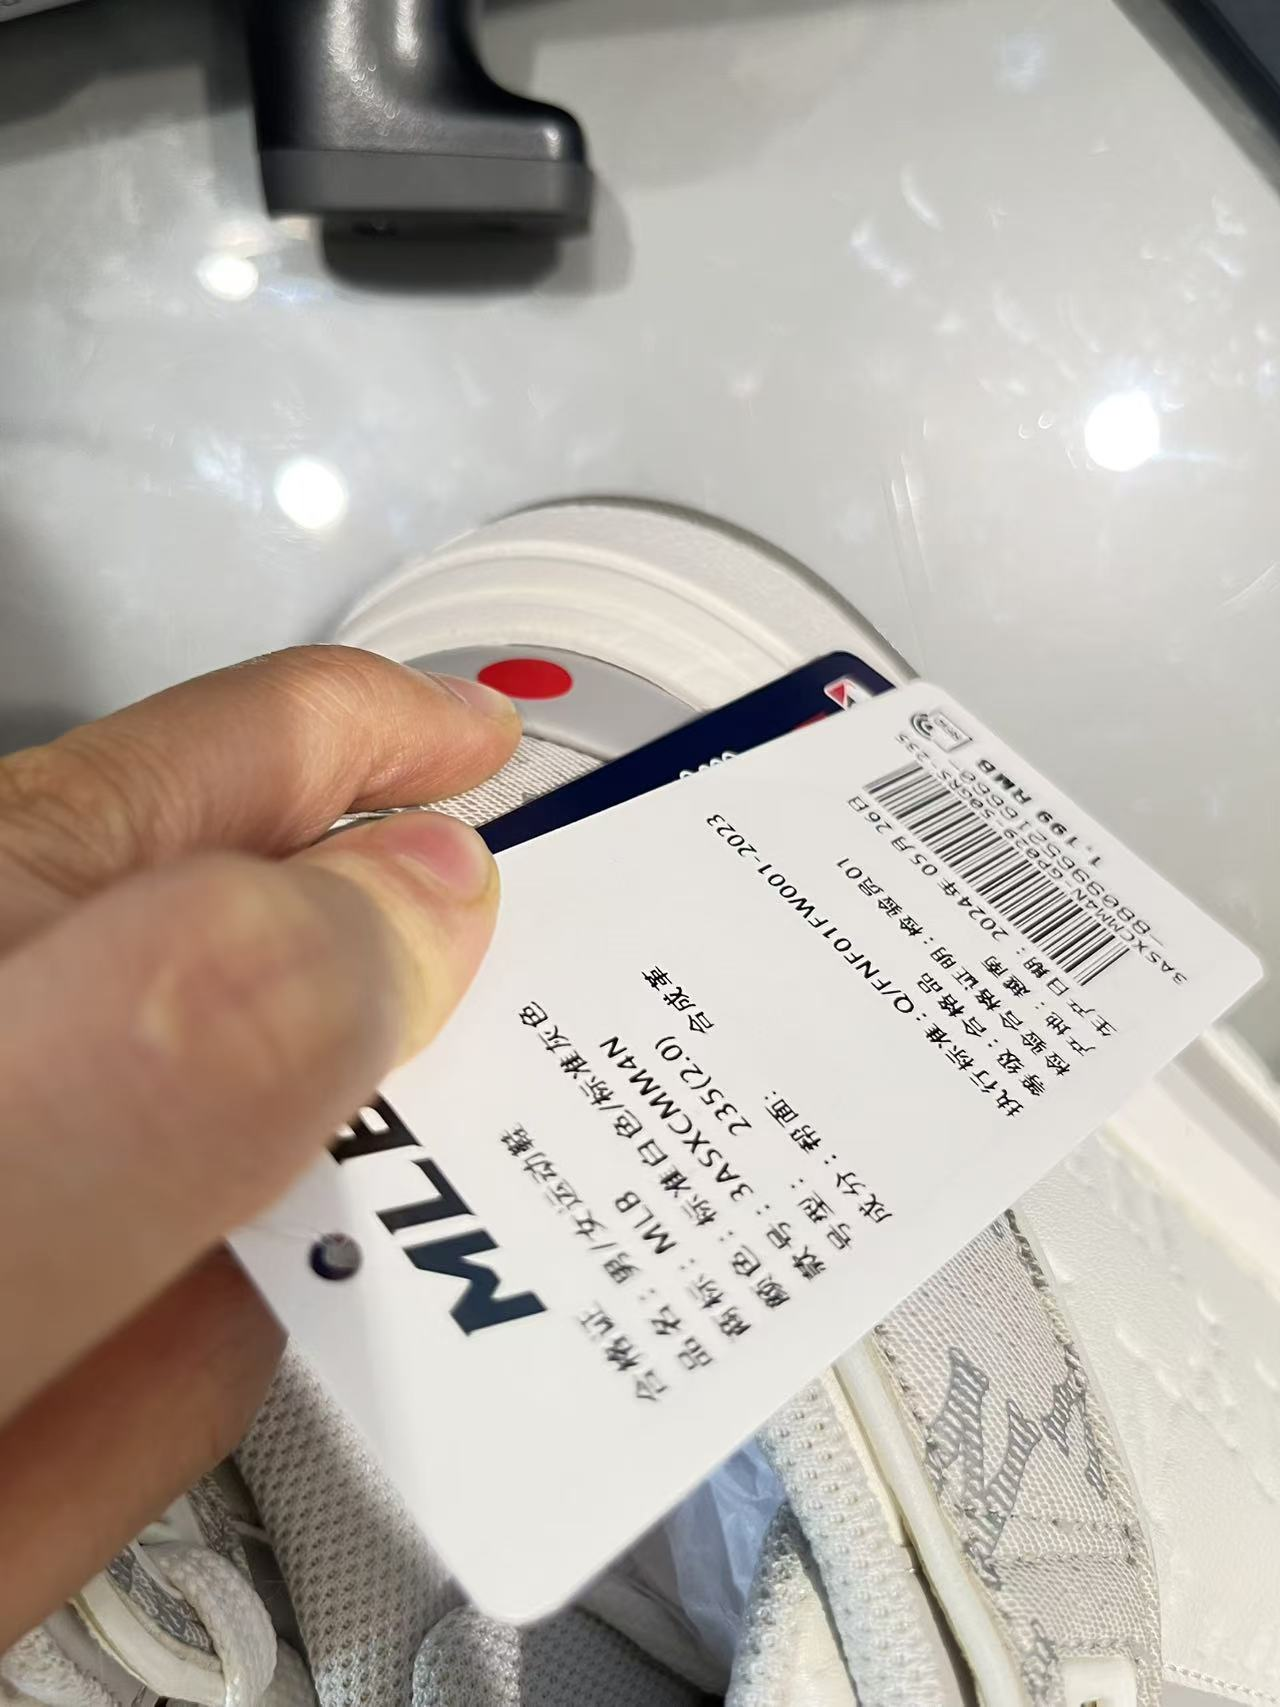 MLB
合格证
品名：男/女运动鞋
商标：MLB
颜色：标准白色/标准灰色
款号：3ASXCMM4N
号型：235(2.0)
成分：帮面：合成革
执行标准：Q/FNF01FW001-2023
等级：合格品
检验合格证明：检验员01
产地：越南
生产日期：2024年05月26日
1,199 RMB